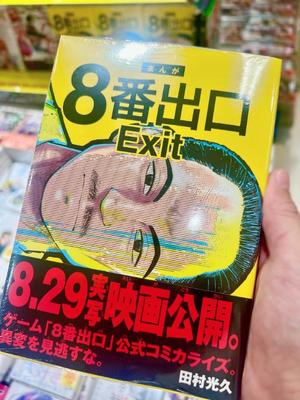 まんが
8番出口
Exit
8.29実写映画公開。
ゲーム「8番出口」公式コミカライズ。
異変を見逃すな。
田村光久